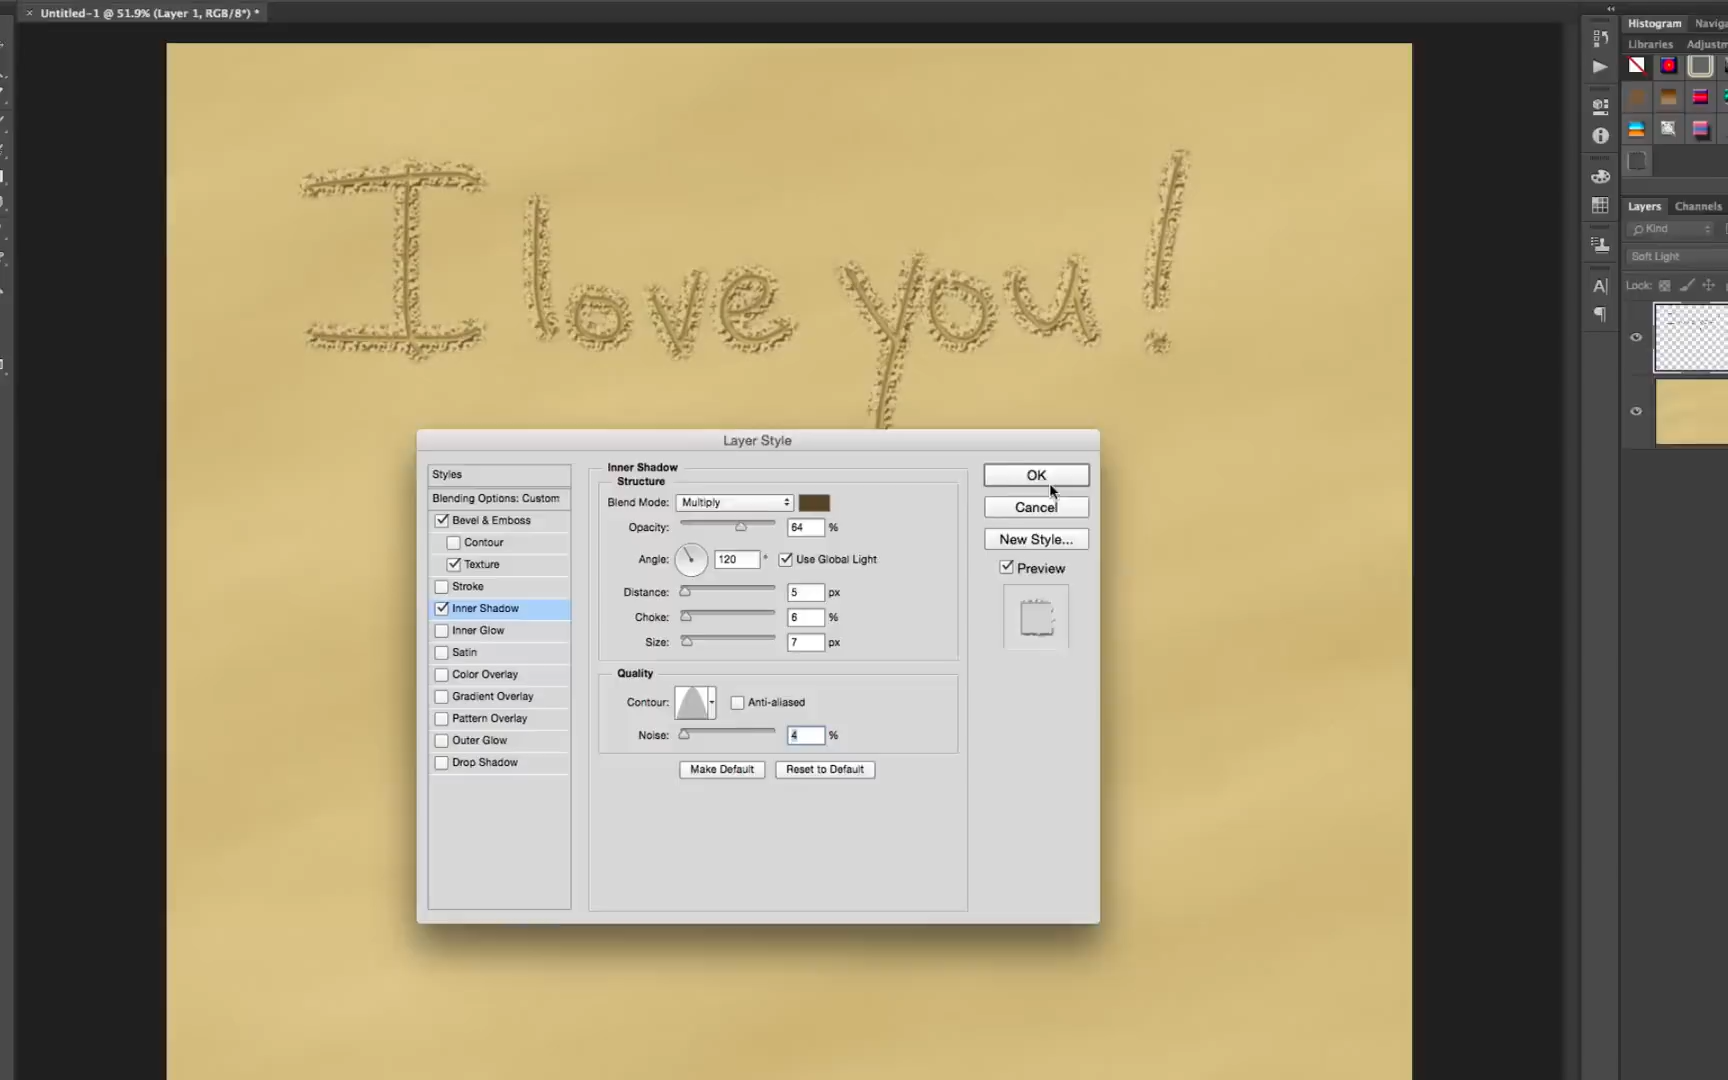 × Untitled-1 @ 51.9% (Layer 1, RGB/8*) *
Histogram
Libraries
Layers Channels
Kind
Soft Light
Lock:
I love you!
Layer Style
Styles
Blending Options: Custom
Bevel & Emboss
Contour
Texture
Stroke
Inner Shadow
Inner Glow
Satin
Color Overlay
Gradient Overlay
Pattern Overlay
Outer Glow
Drop Shadow
Inner Shadow
Structure
Blend Mode: Multiply
Opacity: 64 %
Angle: 120 ° Use Global Light
Distance: 5 px
Choke: 6 %
Size: 7 px
Quality
Contour: Anti-aliased
Noise: 4 %
Make Default Reset to Default
OK
Cancel
New Style...
Preview